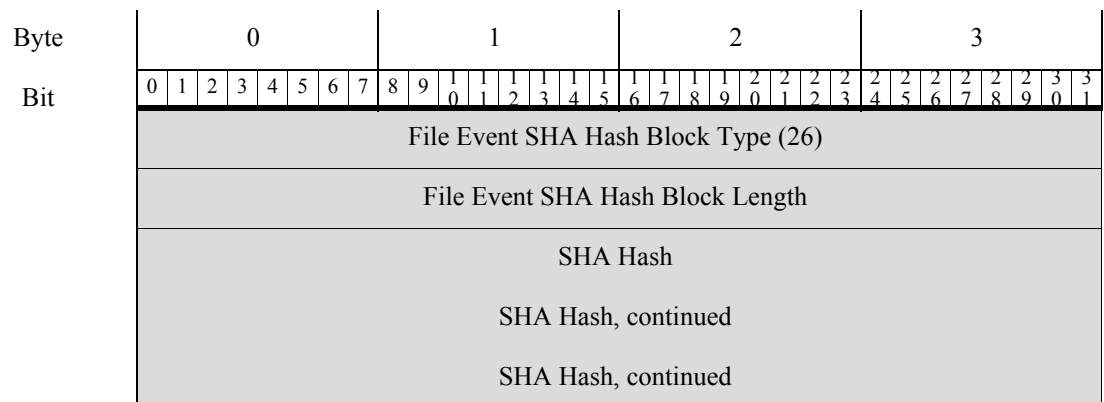 Byte 0 1 2 3
Bit 0 1 2 3 4 5 6 7 8 9 10 11 12 13 14 15 16 17 18 19 20 21 22 23 24 25 26 27 28 29 30 31
File Event SHA Hash Block Type (26)
File Event SHA Hash Block Length
SHA Hash
SHA Hash, continued
SHA Hash, continued